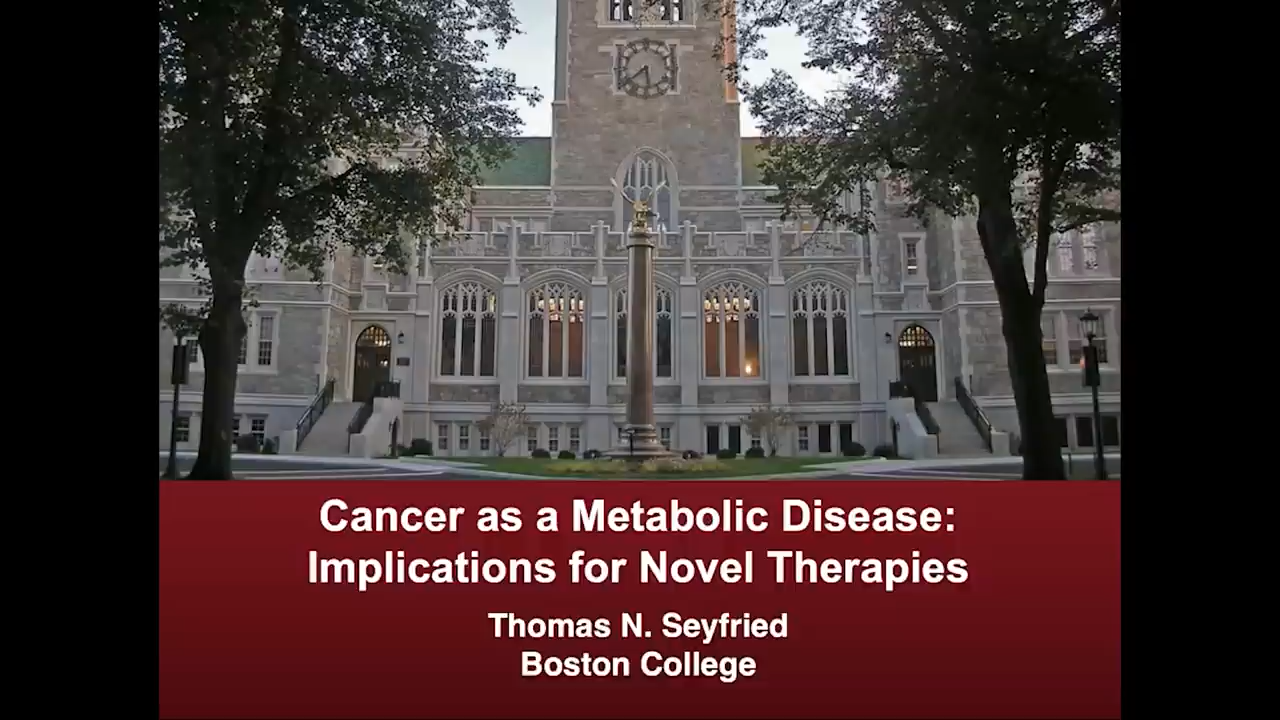 Cancer as a Metabolic Disease:
Implications for Novel Therapies
Thomas N. Seyfried
Boston College